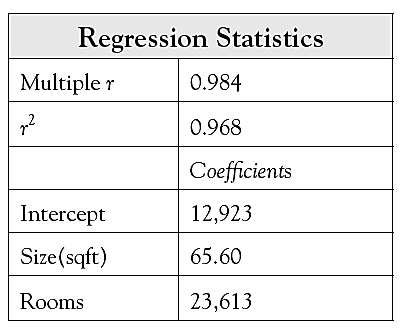 Regression Statistics
Multiple r 0.984
r² 0.968
Coefficients
Intercept 12,923
Size(sqft) 65.60
Rooms 23,613